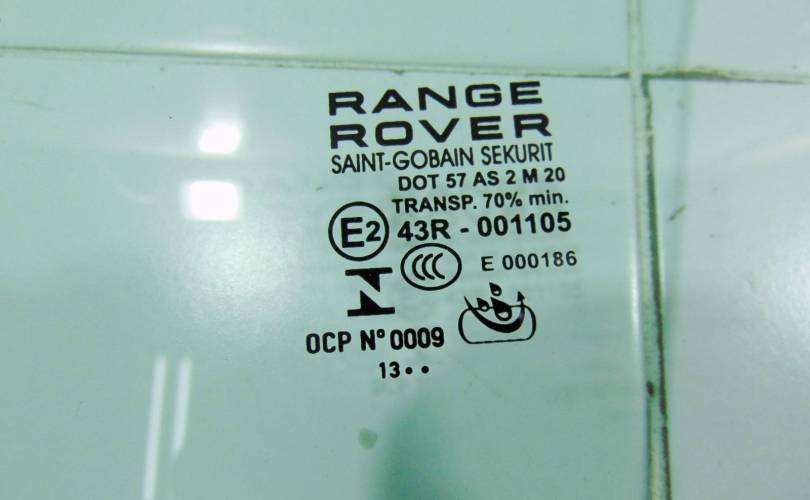 RANGE
ROVER
SAINT-GOBAIN SEKURIT
DOT 57 AS 2 M 20
TRANSP. 70% min.
E2 43R - 001105
CCC E 000186
OCP N° 0009
13••